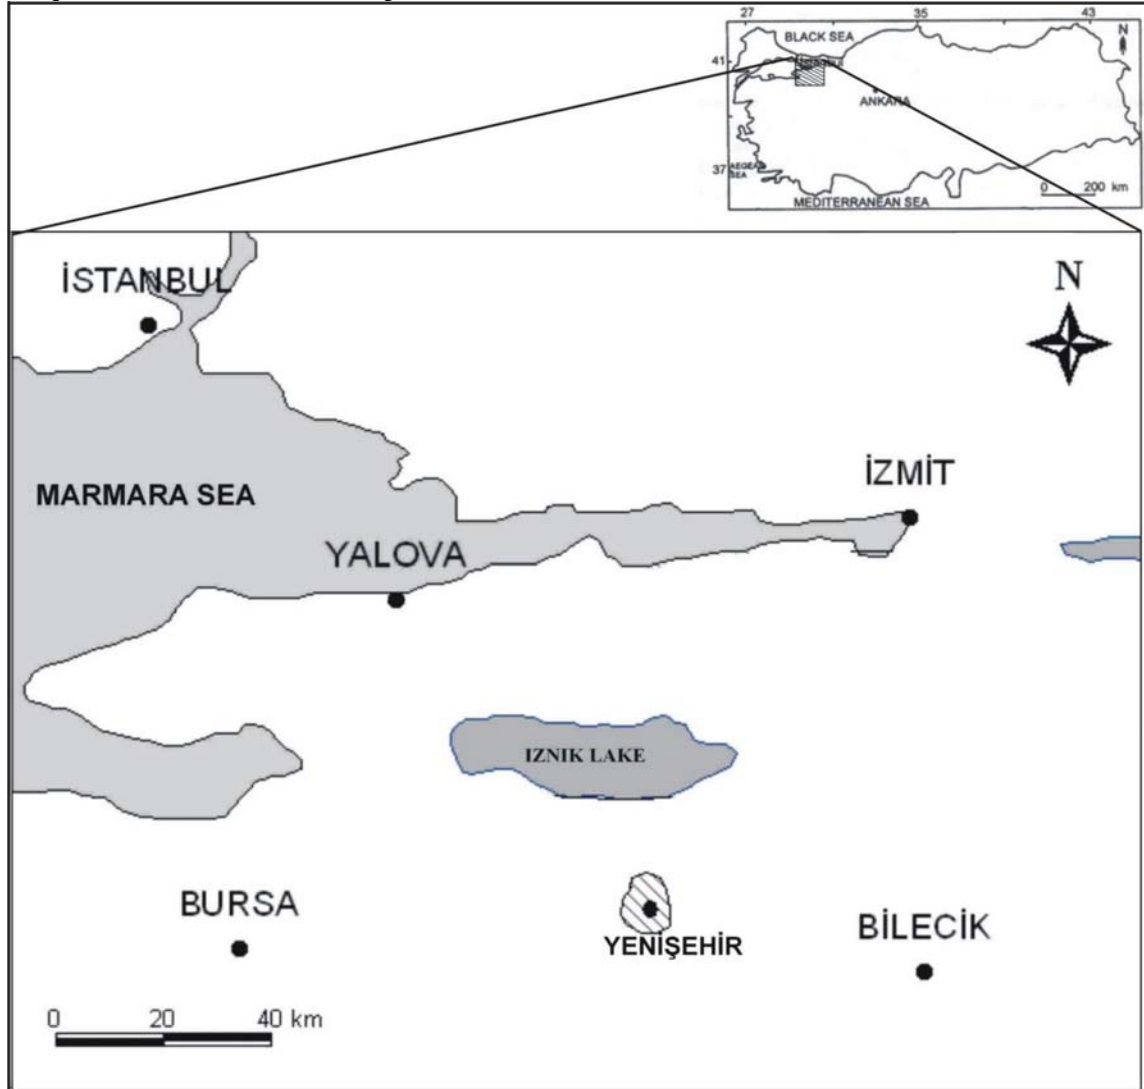 27 35 43
BLACK SEA
N
41
ANKARA
37
AEGEAN
SEA
0 200 km
MEDITERRANEAN SEA
İSTANBUL
N
MARMARA SEA
İZMİT
YALOVA
IZNIK LAKE
BURSA
YENİŞEHİR
BİLECİK
0 20 40 km